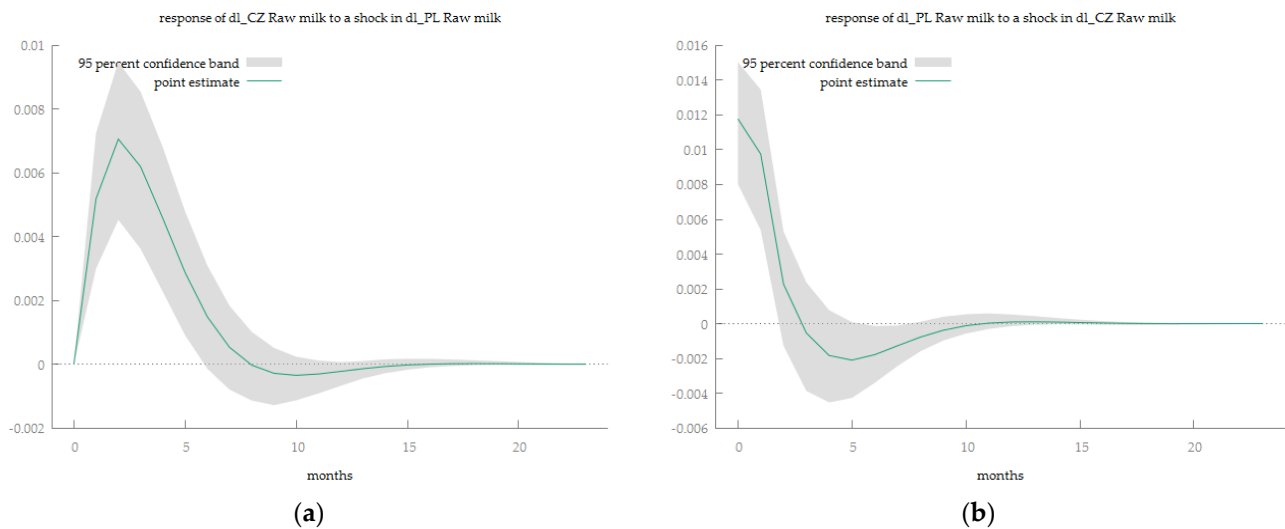 response of dl_CZ Raw milk to a shock in dl_PL Raw milk
0.01
0.008
0.006
0.004
0.002
0
-0.002
95 percent confidence band
point estimate
0
5
10
15
20
months
(a)
response of dl_PL Raw milk to a shock in dl_CZ Raw milk
0.016
0.014
0.012
0.01
0.008
0.006
0.004
0.002
0
-0.002
-0.004
-0.006
95 percent confidence band
point estimate
0
5
10
15
20
months
(b)